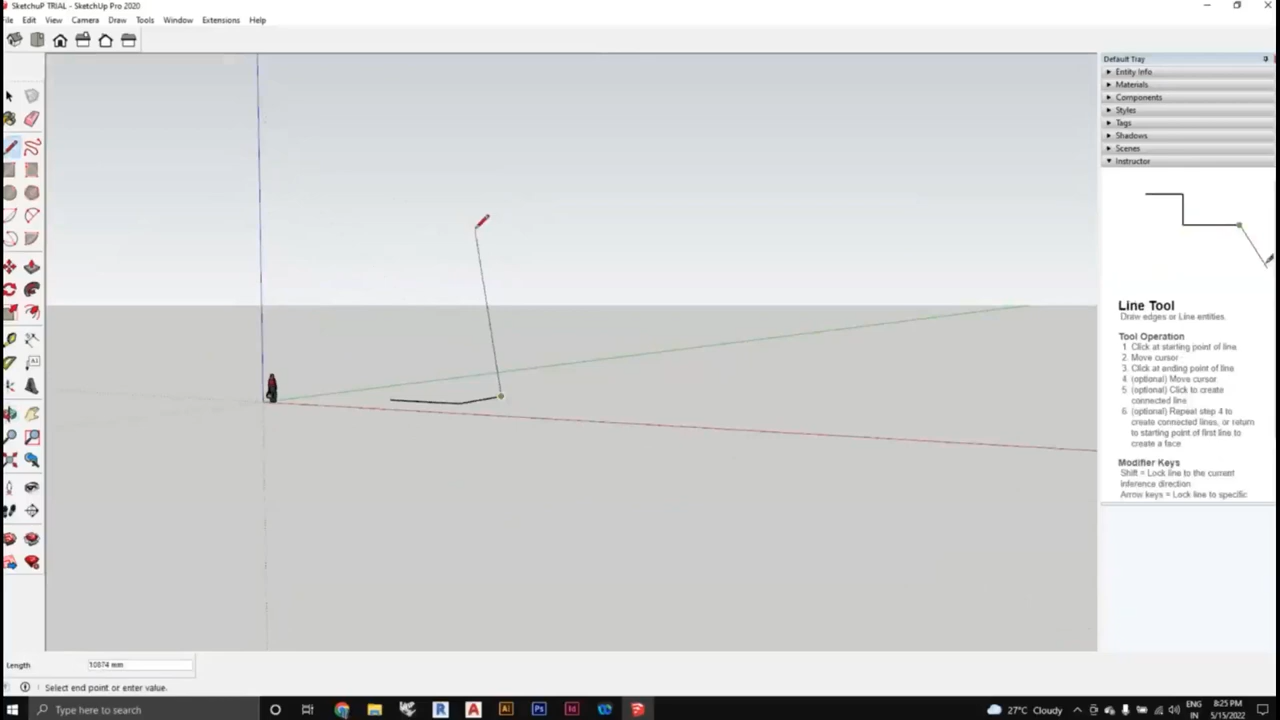 SketchuP TRIAL - SketchUp Pro 2020
File Edit View Camera Draw Tools Window Extensions Help
Default Tray
Entity Info
Materials
Components
Styles
Tags
Shadows
Scenes
Instructor
Line Tool
Draw edges or Line entities.
Tool Operation
1 Click at starting point of line.
2. Move cursor.
3. Click at ending point of line.
4 (optional) Move cursor.
5 (optional) Click to create
connected line.
6. (optional) Repeat step 4 to
create connected lines, or return
to starting point of first line to
create a face
Modifier Keys
Shift = Lock line to the current
inference direction
Arrow keys = Lock line to specific
Length 10874 mm
Select end point or enter value.
Type here to search
27°C Cloudy
ENG
IN
8:25 PM
5/15/2022